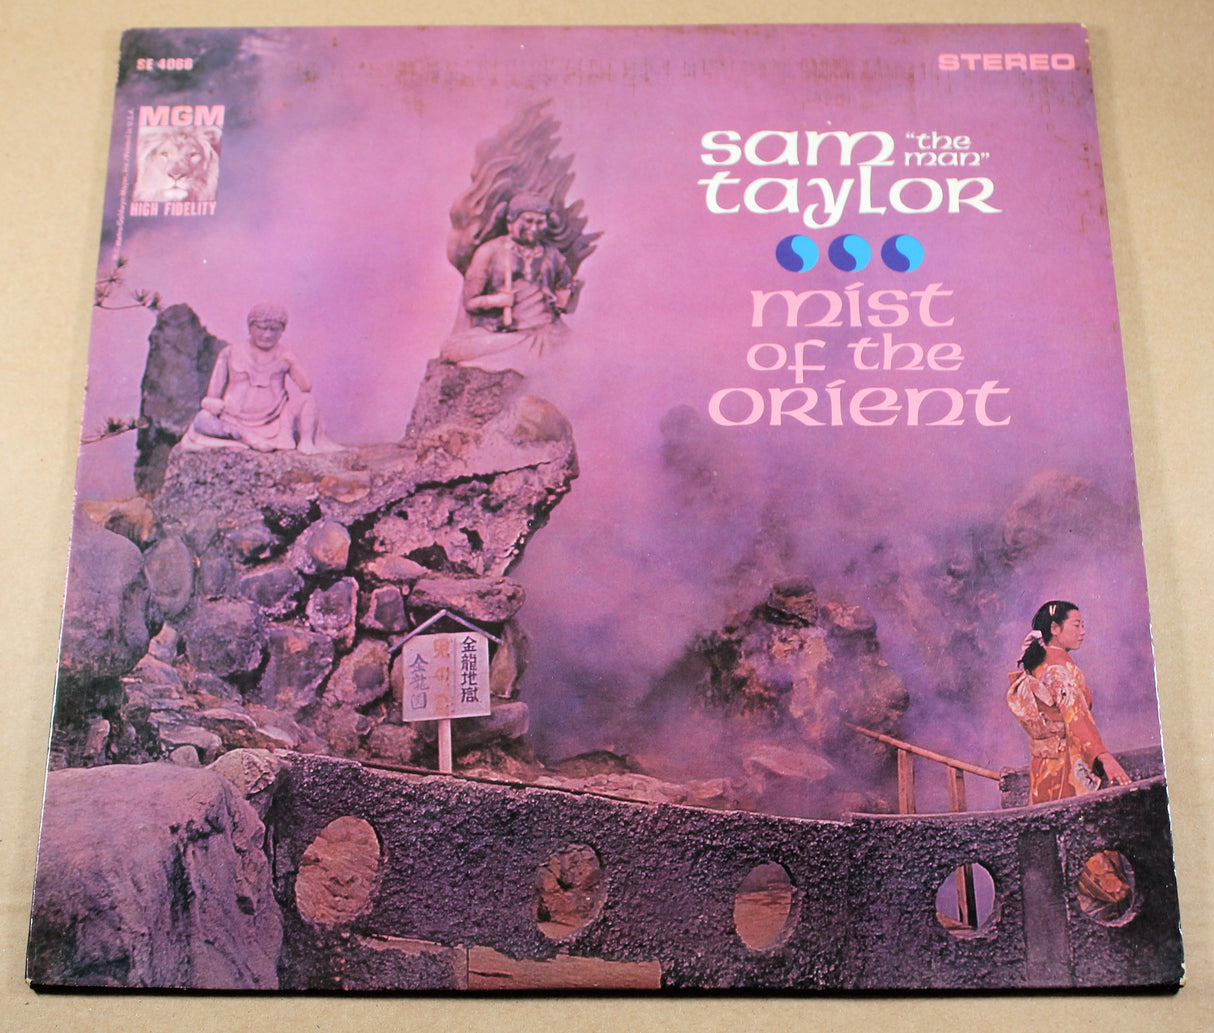 SE 4066
STEREO
MGM
HIGH FIDELITY
sam "the man"
taylor
mist
of the
orient
金龍地獄
金龍園